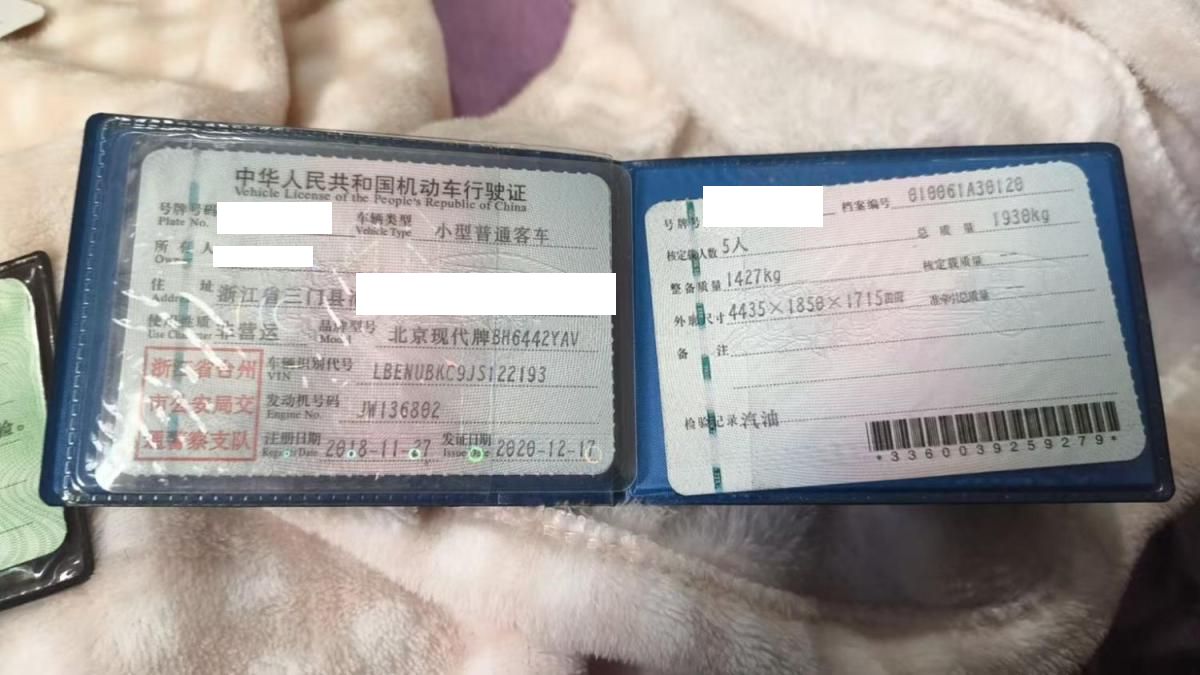 中华人民共和国机动车行驶证
Vehicle License of the People's Republic of China
号牌号码
Plate No.
车辆类型
Vehicle Type
小型普通客车
所有人
Owner
住址
Address
浙江省三门县
使用性质
Use Character
非营运
品牌型号
Model
北京现代牌BH6442YAV
浙江省台州
市公安局交
通警察支队
车辆识别代号
VIN
LBENUBKC9JS122193
发动机号码
Engine No.
JW136802
注册日期
Register Date
2018-11-27
发证日期
Issue Date
2020-12-17
号牌号
档案编号
010061A30120
核定载人数 5人
总质量 1930kg
整备质量 1427kg
核定载质量 --
外廓尺寸 4435×1850×1715mm
准牵引总质量 --
备注
检验记录 汽油
*3360039259279*
验。